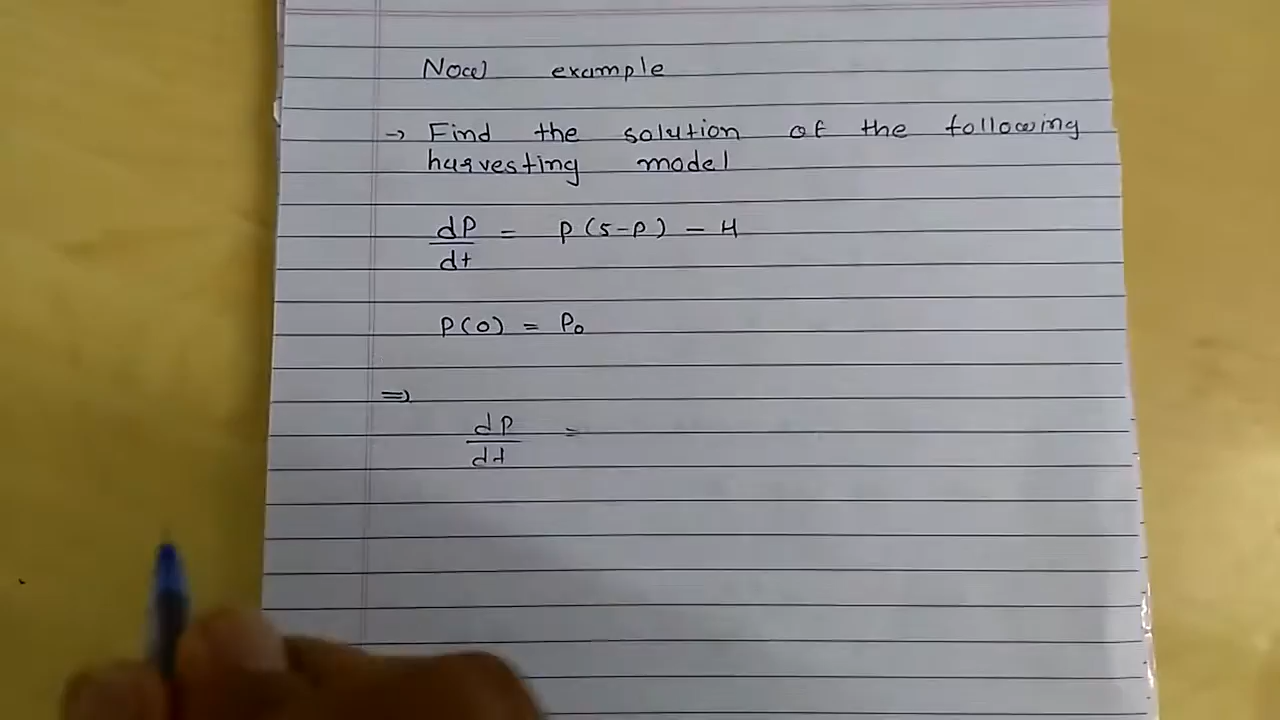 Now example
→ Find the solution of the following
harvesting model
dP/dt = P(5-P) - 4
P(0) = P₀
⇒
dP/dt =